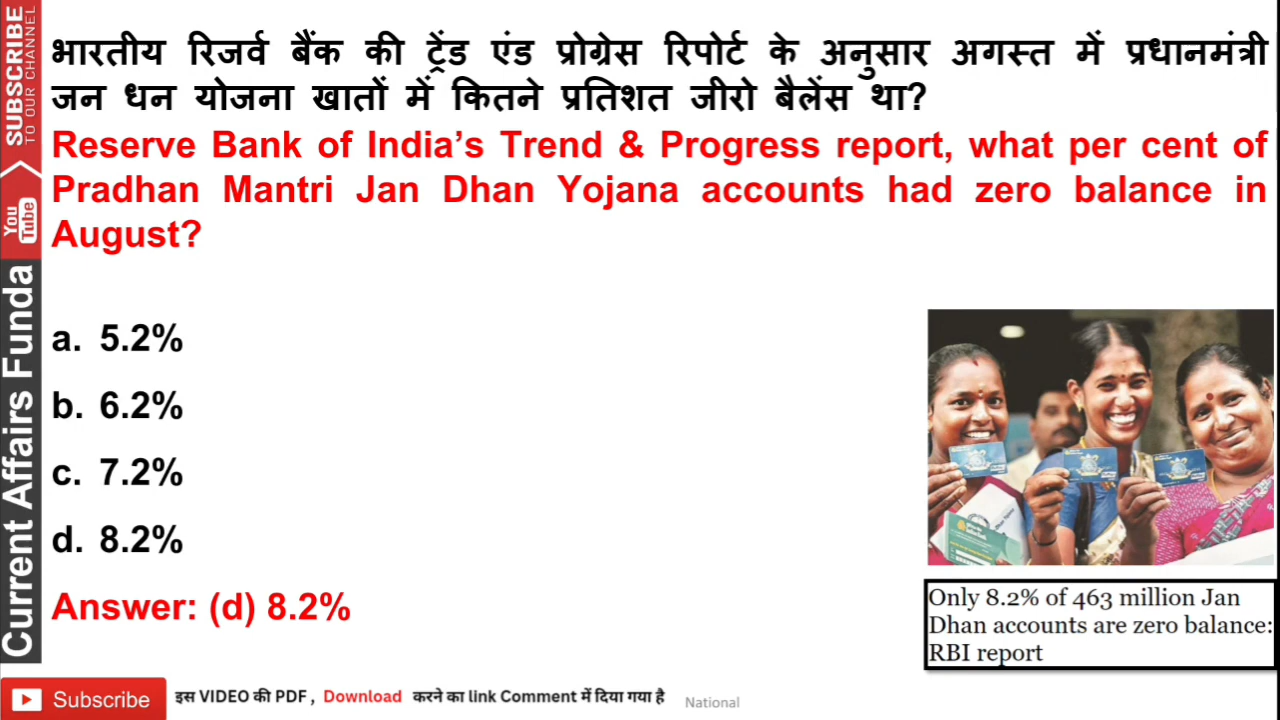 SUBSCRIBE
TO OUR CHANNEL
You
Tube
Current Affairs Funda
भारतीय रिजर्व बैंक की ट्रेंड एंड प्रोग्रेस रिपोर्ट के अनुसार अगस्त में प्रधानमंत्री
जन धन योजना खातों में कितने प्रतिशत जीरो बैलेंस था?
Reserve Bank of India’s Trend & Progress report, what per cent of
Pradhan Mantri Jan Dhan Yojana accounts had zero balance in
August?
a. 5.2%
b. 6.2%
c. 7.2%
d. 8.2%
Answer: (d) 8.2%
Only 8.2% of 463 million Jan
Dhan accounts are zero balance:
RBI report
Subscribe
इस VIDEO की PDF , Download करने का link Comment में दिया गया है
National